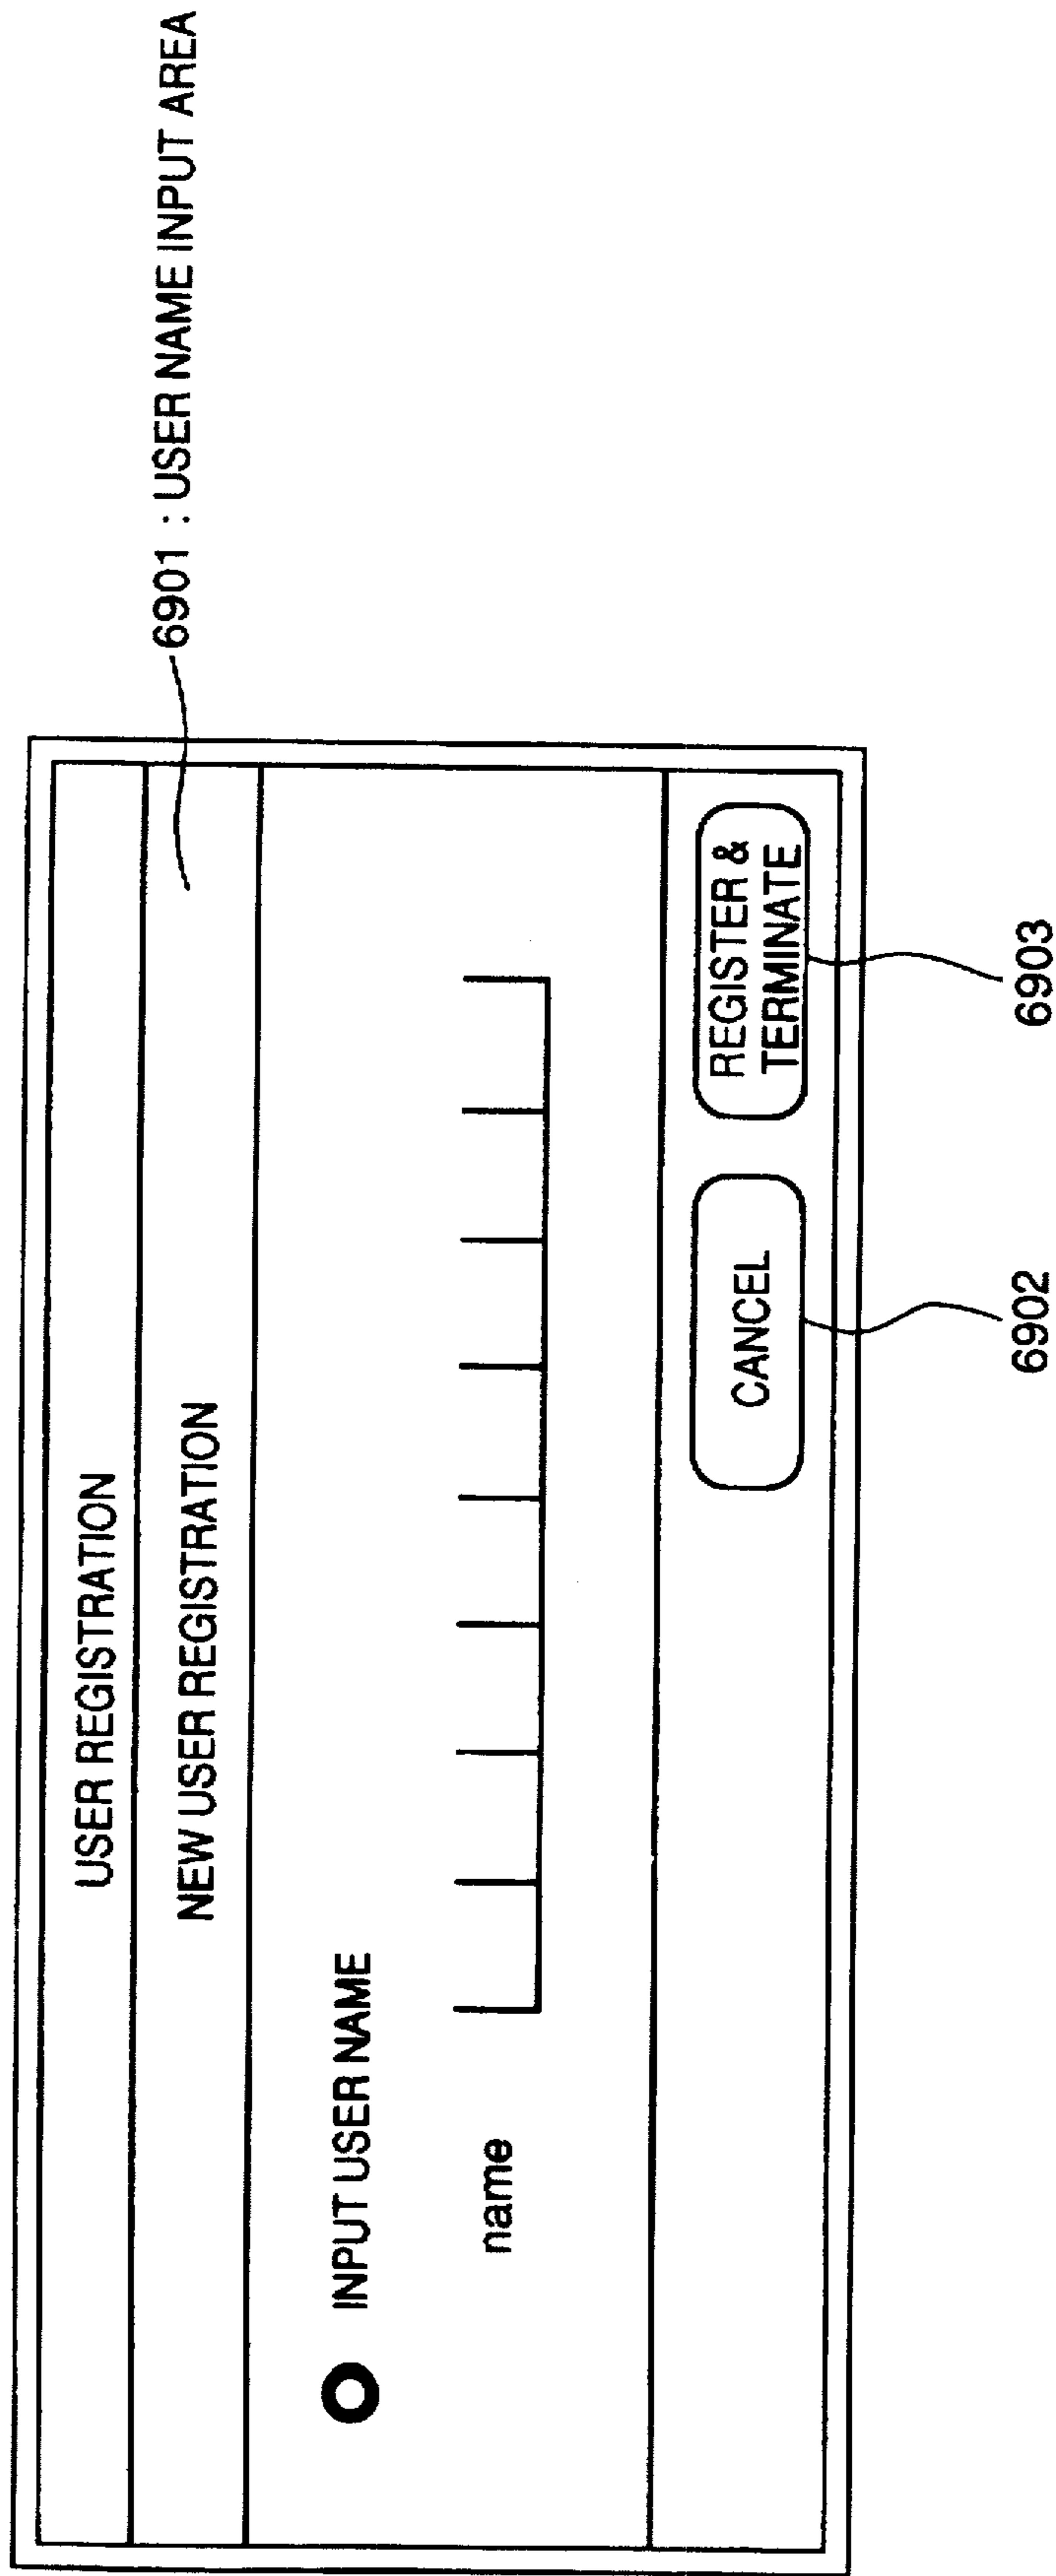 6901 : USER NAME INPUT AREA
USER REGISTRATION
NEW USER REGISTRATION
INPUT USER NAME
name
CANCEL
REGISTER &
TERMINATE
6902
6903